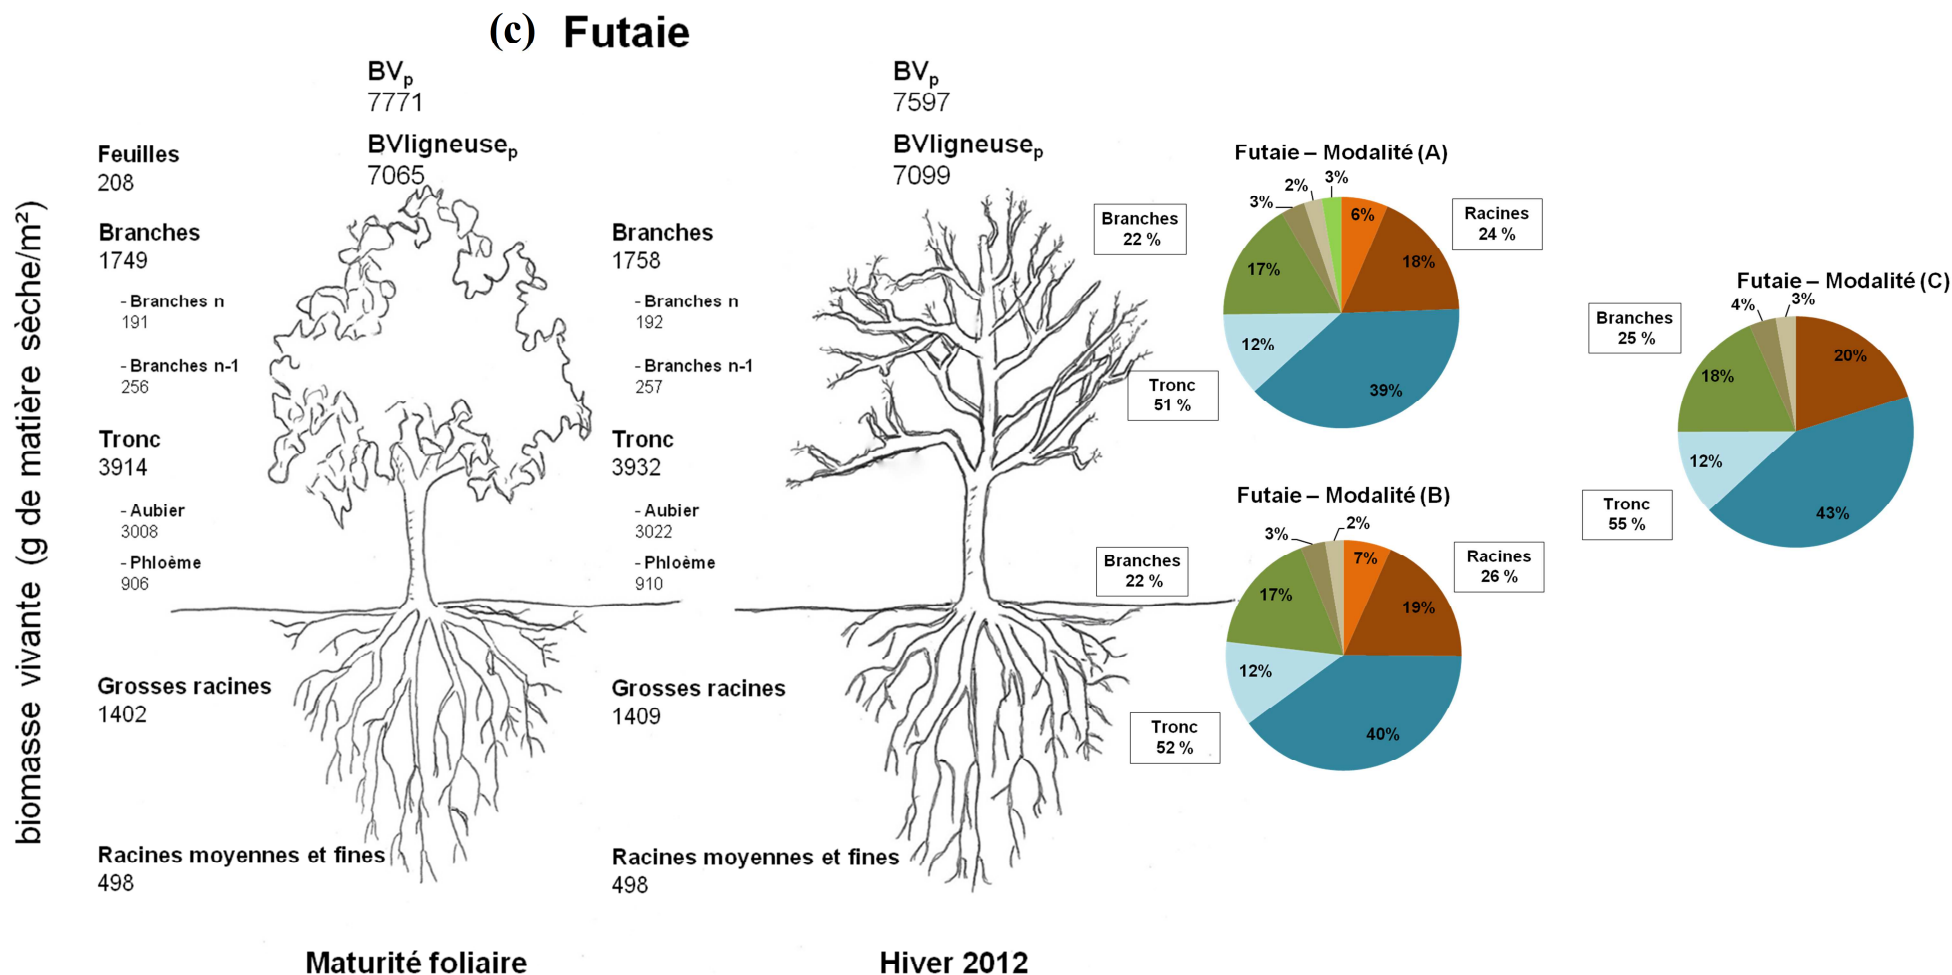 (c) Futaie
biomasse vivante (g de matière sèche/m²)
BVp
7771
BVligneusep
7065
Feuilles
208
Branches
1749
- Branches n
191
- Branches n-1
256
Tronc
3914
- Aubier
3008
- Phloème
906
Grosses racines
1402
Racines moyennes et fines
498
Maturité foliaire
BVp
7597
BVligneusep
7099
Branches
1758
- Branches n
192
- Branches n-1
257
Tronc
3932
- Aubier
3022
- Phloème
910
Grosses racines
1409
Racines moyennes et fines
498
Hiver 2012
Futaie – Modalité (A)
Branches
22 %
Racines
24 %
Tronc
51 %
3%
2%
3%
6%
18%
39%
12%
17%
Futaie – Modalité (B)
Branches
22 %
Racines
26 %
Tronc
52 %
3%
2%
7%
19%
40%
12%
17%
Futaie – Modalité (C)
Branches
25 %
Tronc
55 %
4%
3%
20%
43%
12%
18%